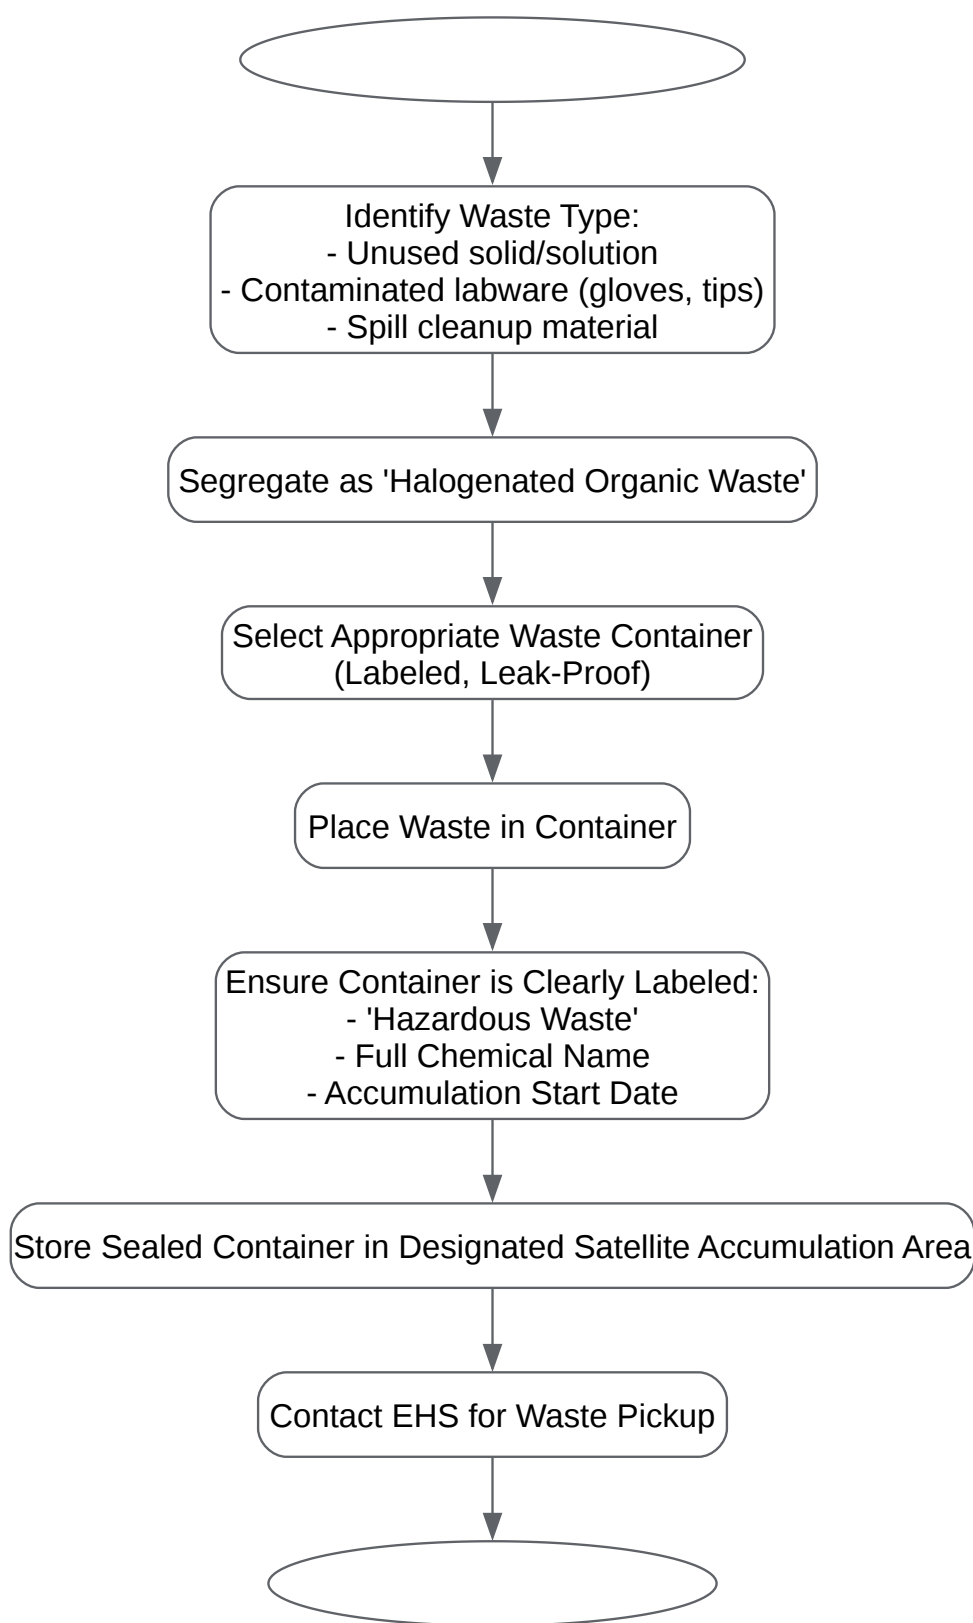 Identify Waste Type:
- Unused solid/solution
- Contaminated labware (gloves, tips)
- Spill cleanup material
Segregate as 'Halogenated Organic Waste'
Select Appropriate Waste Container
(Labeled, Leak-Proof)
Place Waste in Container
Ensure Container is Clearly Labeled:
- 'Hazardous Waste'
- Full Chemical Name
- Accumulation Start Date
Store Sealed Container in Designated Satellite Accumulation Area
Contact EHS for Waste Pickup